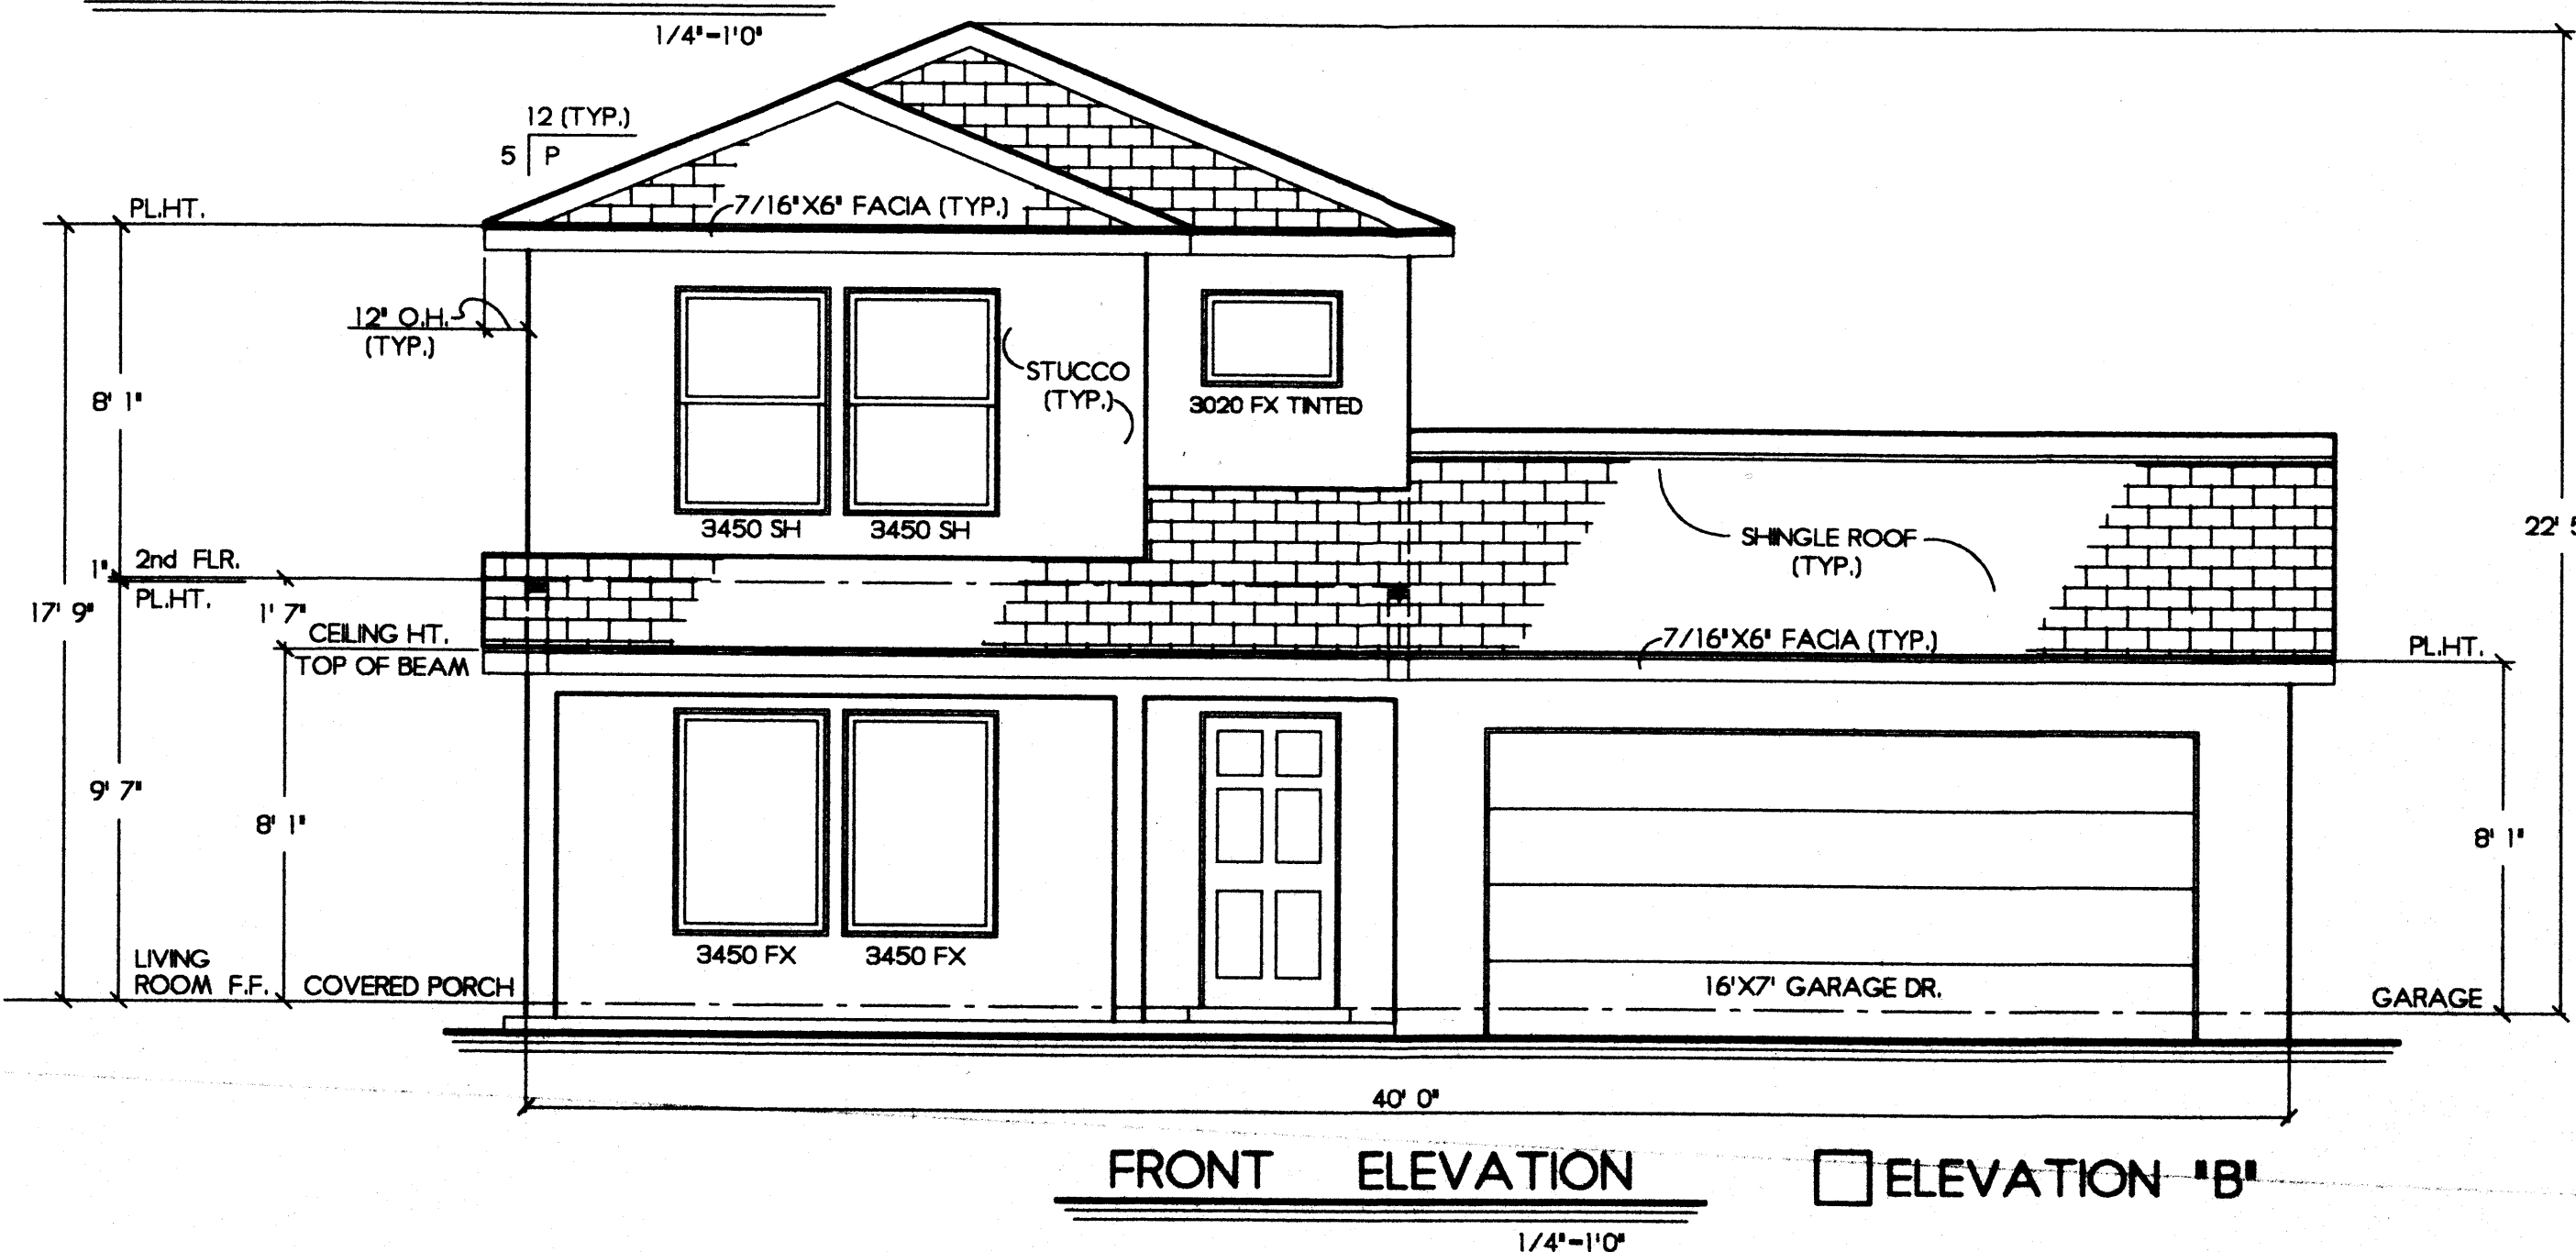 1/4"-1'0"
12 (TYP.)
5 P
PL.HT.
7/16"X6" FACIA (TYP.)
12" O.H.
(TYP.)
STUCCO
(TYP.)
3020 FX TINTED
8' 1"
3450 SH 3450 SH
22' 5
SHINGLE ROOF
(TYP.)
1" 2nd FLR.
PL.HT.
17' 9"
1' 7"
CEILING HT.
TOP OF BEAM
7/16"X6" FACIA (TYP.)
PL.HT.
9' 7"
8' 1"
8' 1"
3450 FX 3450 FX
LIVING
ROOM F.F. COVERED PORCH
16'X7' GARAGE DR.
GARAGE
40' 0"
FRONT ELEVATION
ELEVATION "B"
1/4"-1'0"